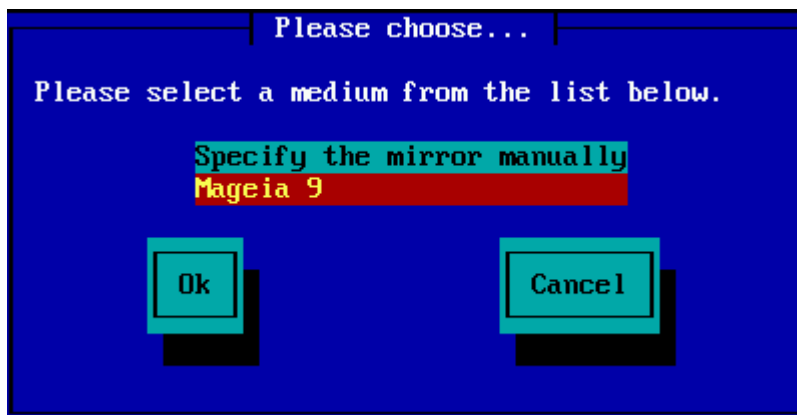 Please choose...
Please select a medium from the list below.
Specify the mirror manually
Mageia 9
Ok
Cancel